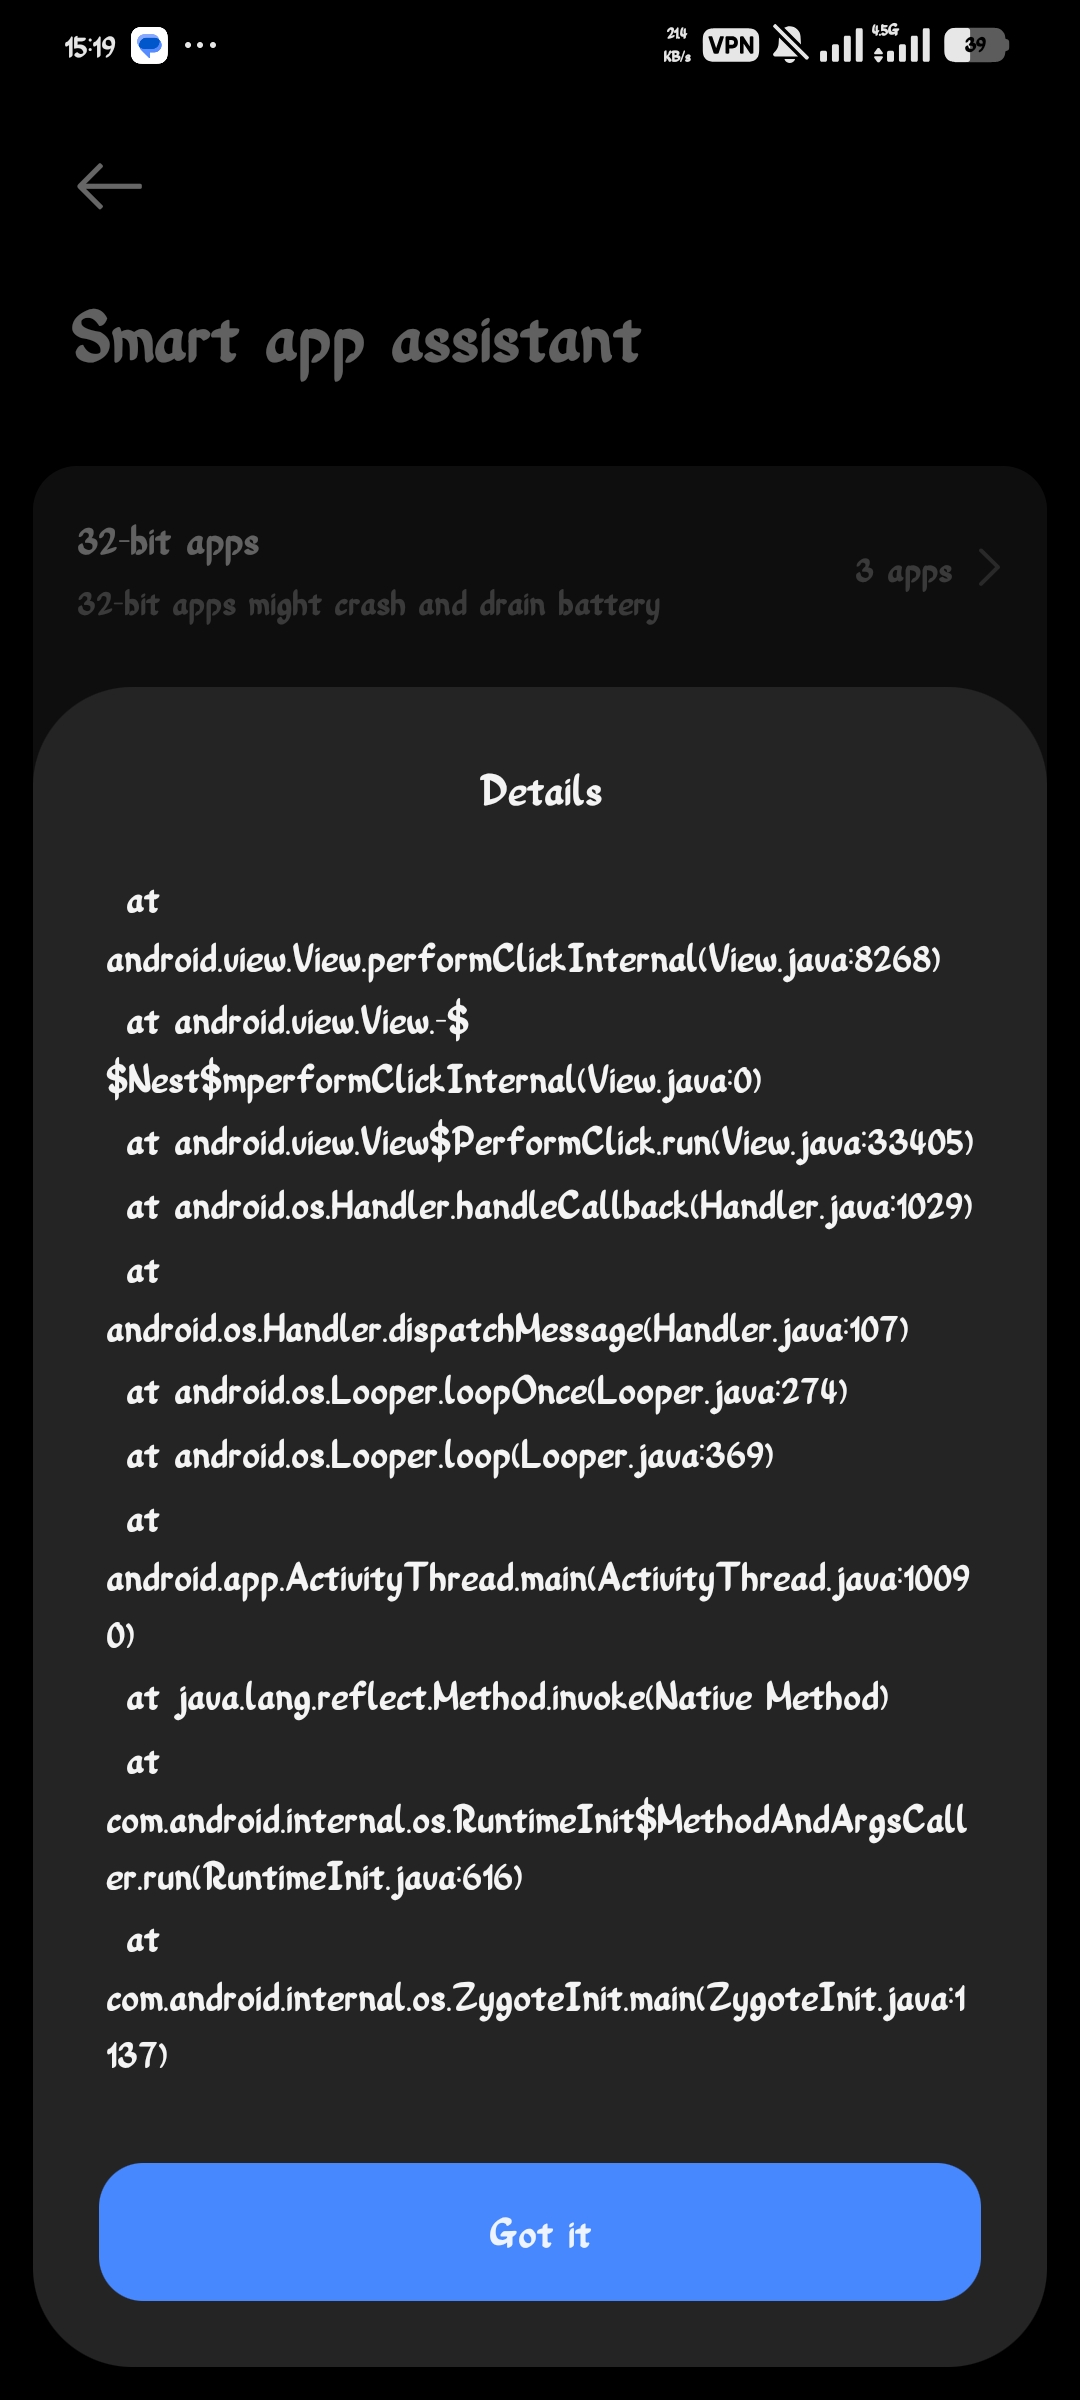 15:19
214
KB/s
VPN
4.5G
39
Smart app assistant
32-bit apps
32-bit apps might crash and drain battery
3 apps
Details
at
android.view.View.performClickInternal(View.java:8268)
at android.view.View.-$
$Nest$mperformClickInternal(View.java:0)
at android.view.View$PerformClick.run(View.java:33405)
at android.os.Handler.handleCallback(Handler.java:1029)
at
android.os.Handler.dispatchMessage(Handler.java:107)
at android.os.Looper.loopOnce(Looper.java:274)
at android.os.Looper.loop(Looper.java:369)
at
android.app.ActivityThread.main(ActivityThread.java:1009
0)
at java.lang.reflect.Method.invoke(Native Method)
at
com.android.internal.os.RuntimeInit$MethodAndArgsCall
er.run(RuntimeInit.java:616)
at
com.android.internal.os.ZygoteInit.main(ZygoteInit.java:1
137)
Got it